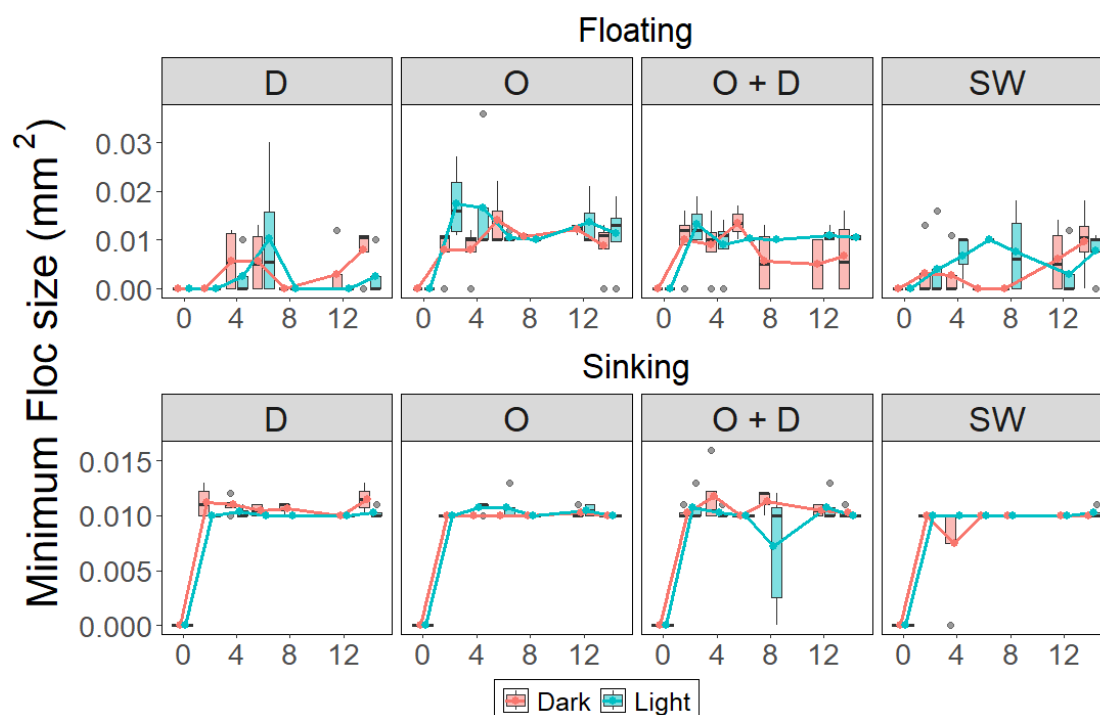 Floating
D O O + D SW
0.03
0.02
0.01
0.00
0 4 8 12 0 4 8 12 0 4 8 12 0 4 8 12
Minimum Floc size (mm²)
Sinking
D O O + D SW
0.015
0.010
0.005
0.000
0 4 8 12 0 4 8 12 0 4 8 12 0 4 8 12
Dark Light